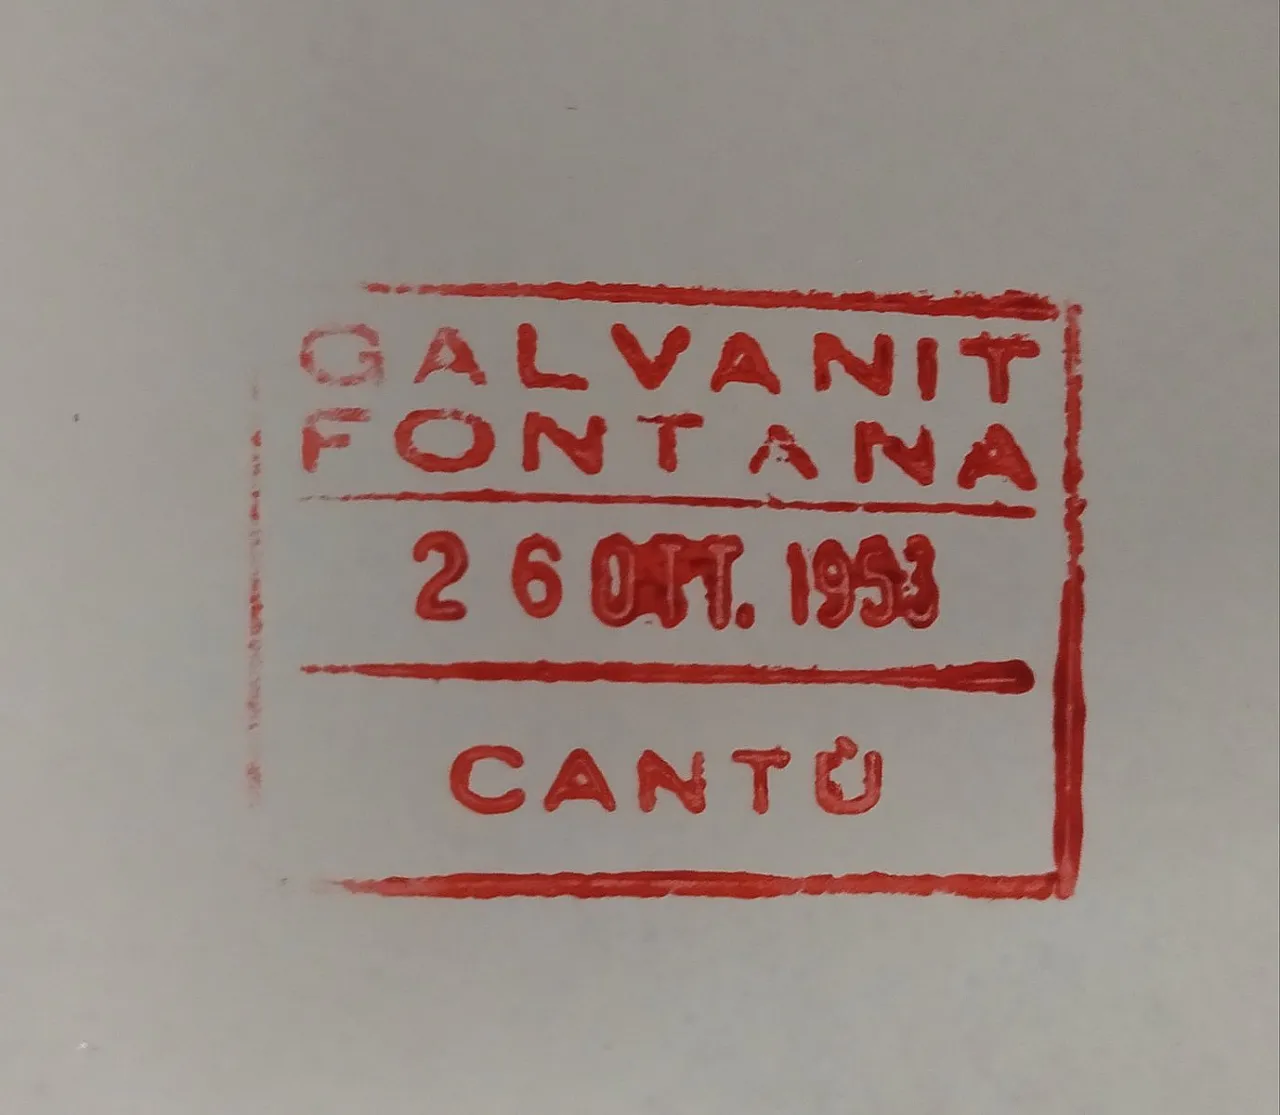 GALVANIT
FONTANA
26 OTT. 1953
CANTÙ